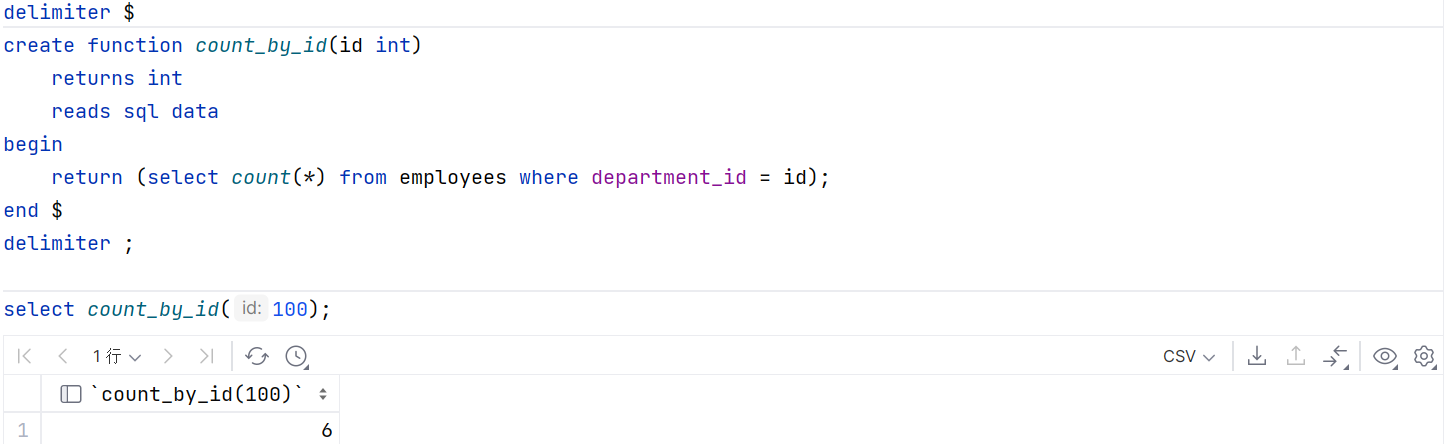 delimiter $
create function count_by_id(id int)
    returns int
    reads sql data
begin
    return (select count(*) from employees where department_id = id);
end $
delimiter ;
select count_by_id( id: 100);
1 行
CSV
`count_by_id(100)`
1 6